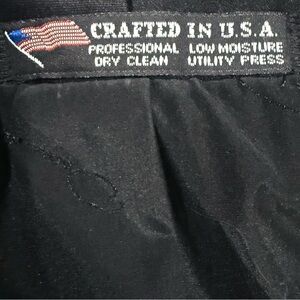 CRAFTED IN U.S.A.
PROFESSIONAL LOW MOISTURE
DRY CLEAN UTILITY PRESS